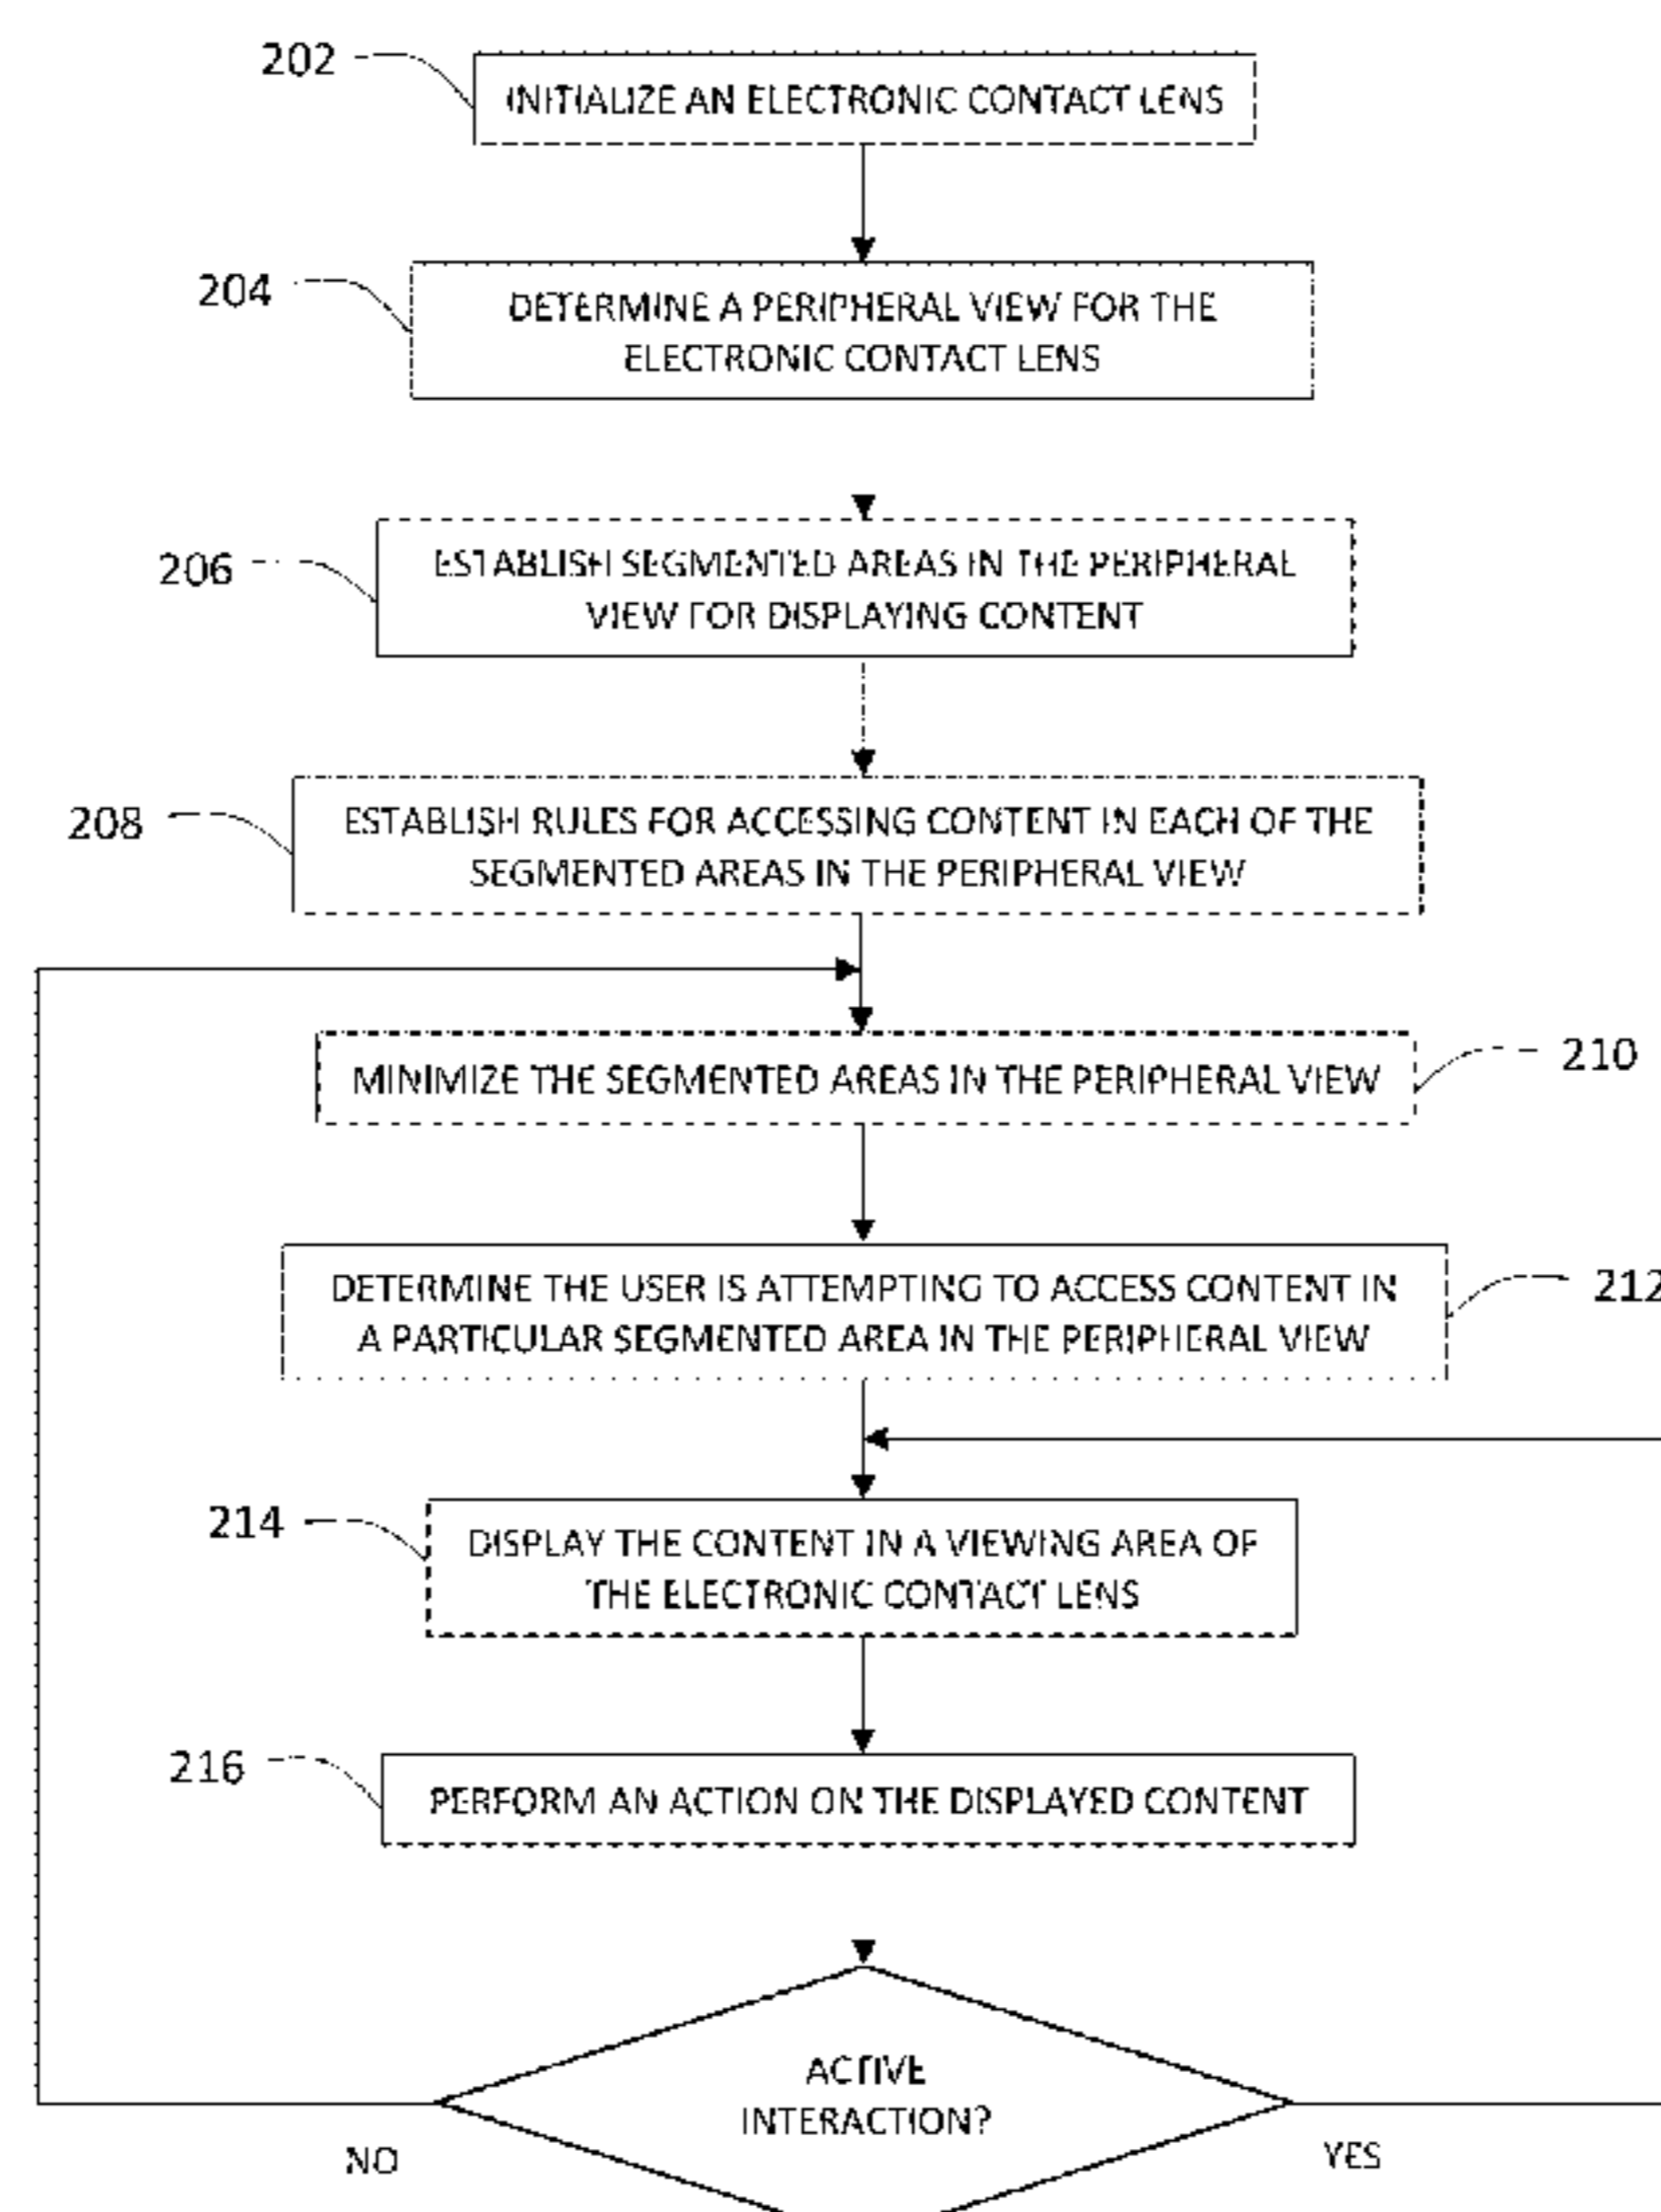 202
INITIALIZE AN ELECTRONIC CONTACT LENS
204
DETERMINE A PERIPHERAL VIEW FOR THE
ELECTRONIC CONTACT LENS
206
ESTABLISH SEGMENTED AREAS IN THE PERIPHERAL
VIEW FOR DISPLAYING CONTENT
208
ESTABLISH RULES FOR ACCESSING CONTENT IN EACH OF THE
SEGMENTED AREAS IN THE PERIPHERAL VIEW
MINIMIZE THE SEGMENTED AREAS IN THE PERIPHERAL VIEW
210
DETERMINE THE USER IS ATTEMPTING TO ACCESS CONTENT IN
A PARTICULAR SEGMENTED AREA IN THE PERIPHERAL VIEW
212
214
DISPLAY THE CONTENT IN A VIEWING AREA OF
THE ELECTRONIC CONTACT LENS
216
PERFORM AN ACTION ON THE DISPLAYED CONTENT
ACTIVE
INTERACTION?
NO
YES